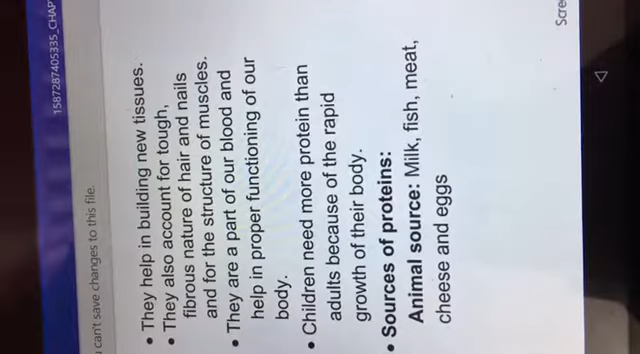 1587287405335_CHAP
can't save changes to this file.
• They help in building new tissues.
• They also account for tough,
fibrous nature of hair and nails
and for the structure of muscles.
• They are a part of our blood and
help in proper functioning of our
body.
• Children need more protein than
adults because of the rapid
growth of their body.
• Sources of proteins:
Animal source: Milk, fish, meat,
cheese and eggs